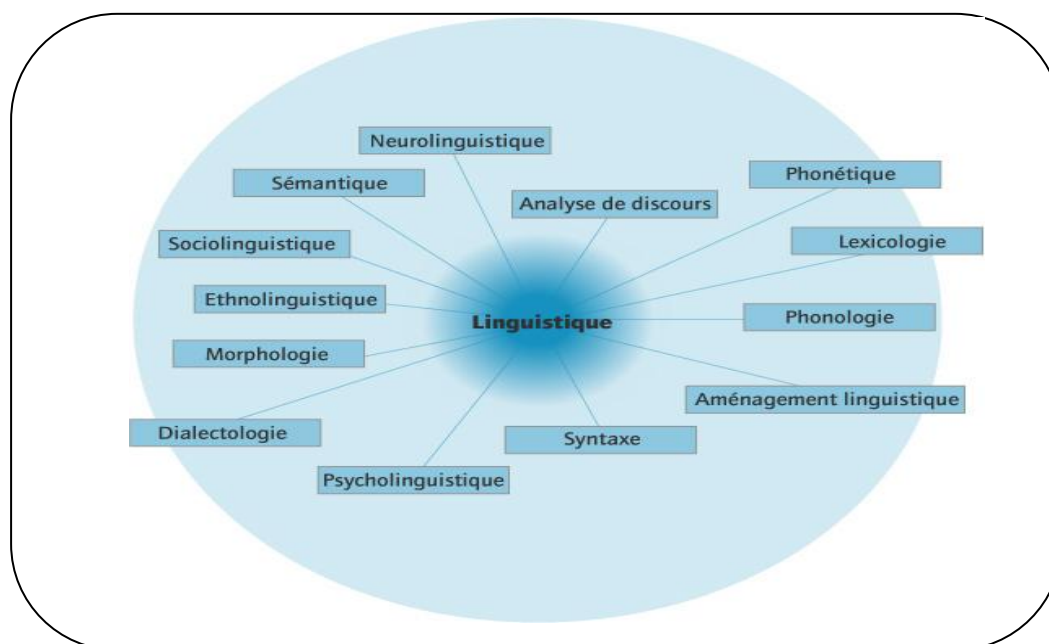 Neurolinguistique
Phonétique
Sémantique
Analyse de discours
Sociolinguistique
Lexicologie
Ethnolinguistique
Linguistique
Phonologie
Morphologie
Aménagement linguistique
Dialectologie
Syntaxe
Psycholinguistique